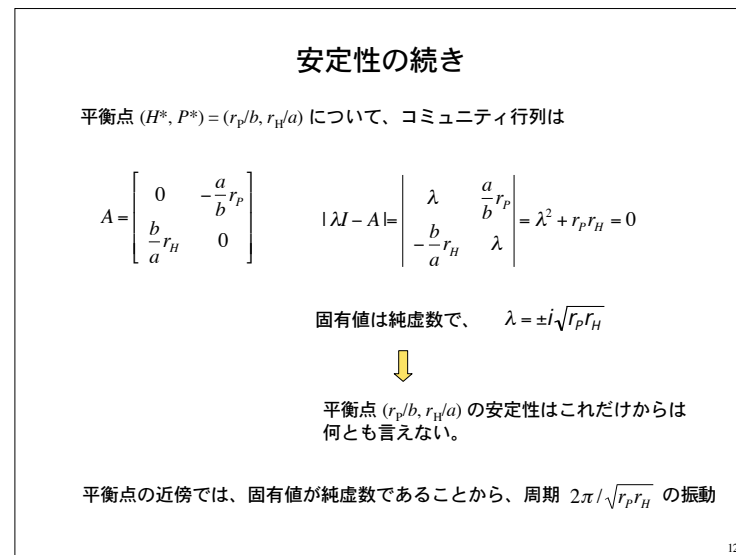 安定性の続き
平衡点 (H*, P*) = (r_P/b, r_H/a) について、コミュニティ行列は
A = [ 0  -\frac{a}{b}r_P ; \frac{b}{a}r_H  0 ]  |λI − A| = | λ  \frac{a}{b}r_P ; -\frac{b}{a}r_H  λ | = λ² + r_P r_H = 0
固有値は純虚数で、 λ = ±i√(r_P r_H)
平衡点 (r_P/b, r_H/a) の安定性はこれだけからは
何とも言えない。
平衡点の近傍では、固有値が純虚数であることから、周期 2π/√(r_P r_H) の振動
12